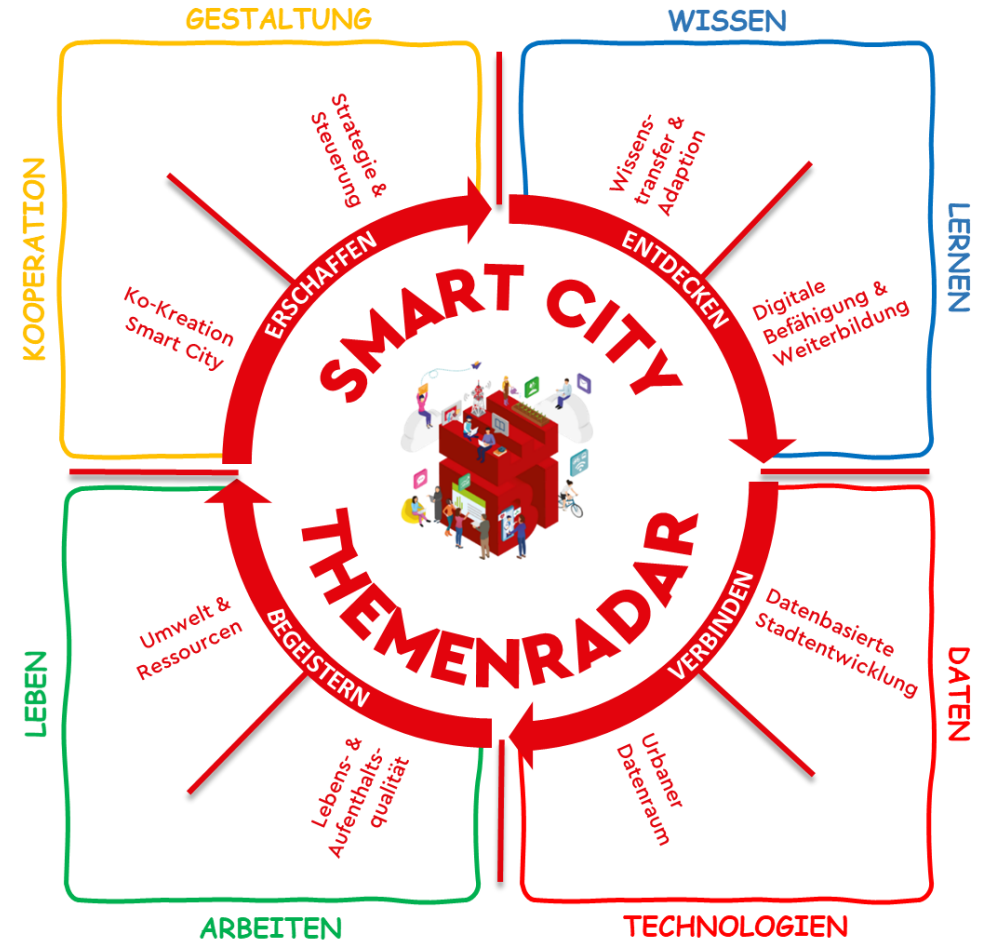 GESTALTUNG
WISSEN
KOOPERATION
LERNEN
Strategie &
Steuerung
Wissens-
transfer &
Adaption
Ko-Kreation
Smart City
Digitale
Befähigung &
Weiterbildung
ERSCHAFFEN
ENTDECKEN
SMART CITY
THEMENRADAR
BEGEISTERN
VERBINDEN
Umwelt &
Ressourcen
Datenbasierte
Stadtentwicklung
Lebens- &
Aufenthalts-
qualität
Urbaner
Datenraum
LEBEN
DATEN
ARBEITEN
TECHNOLOGIEN